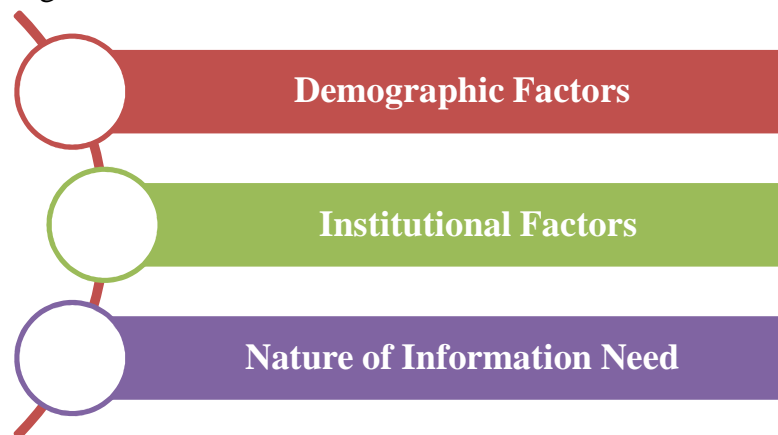 Demographic Factors
Institutional Factors
Nature of Information Need